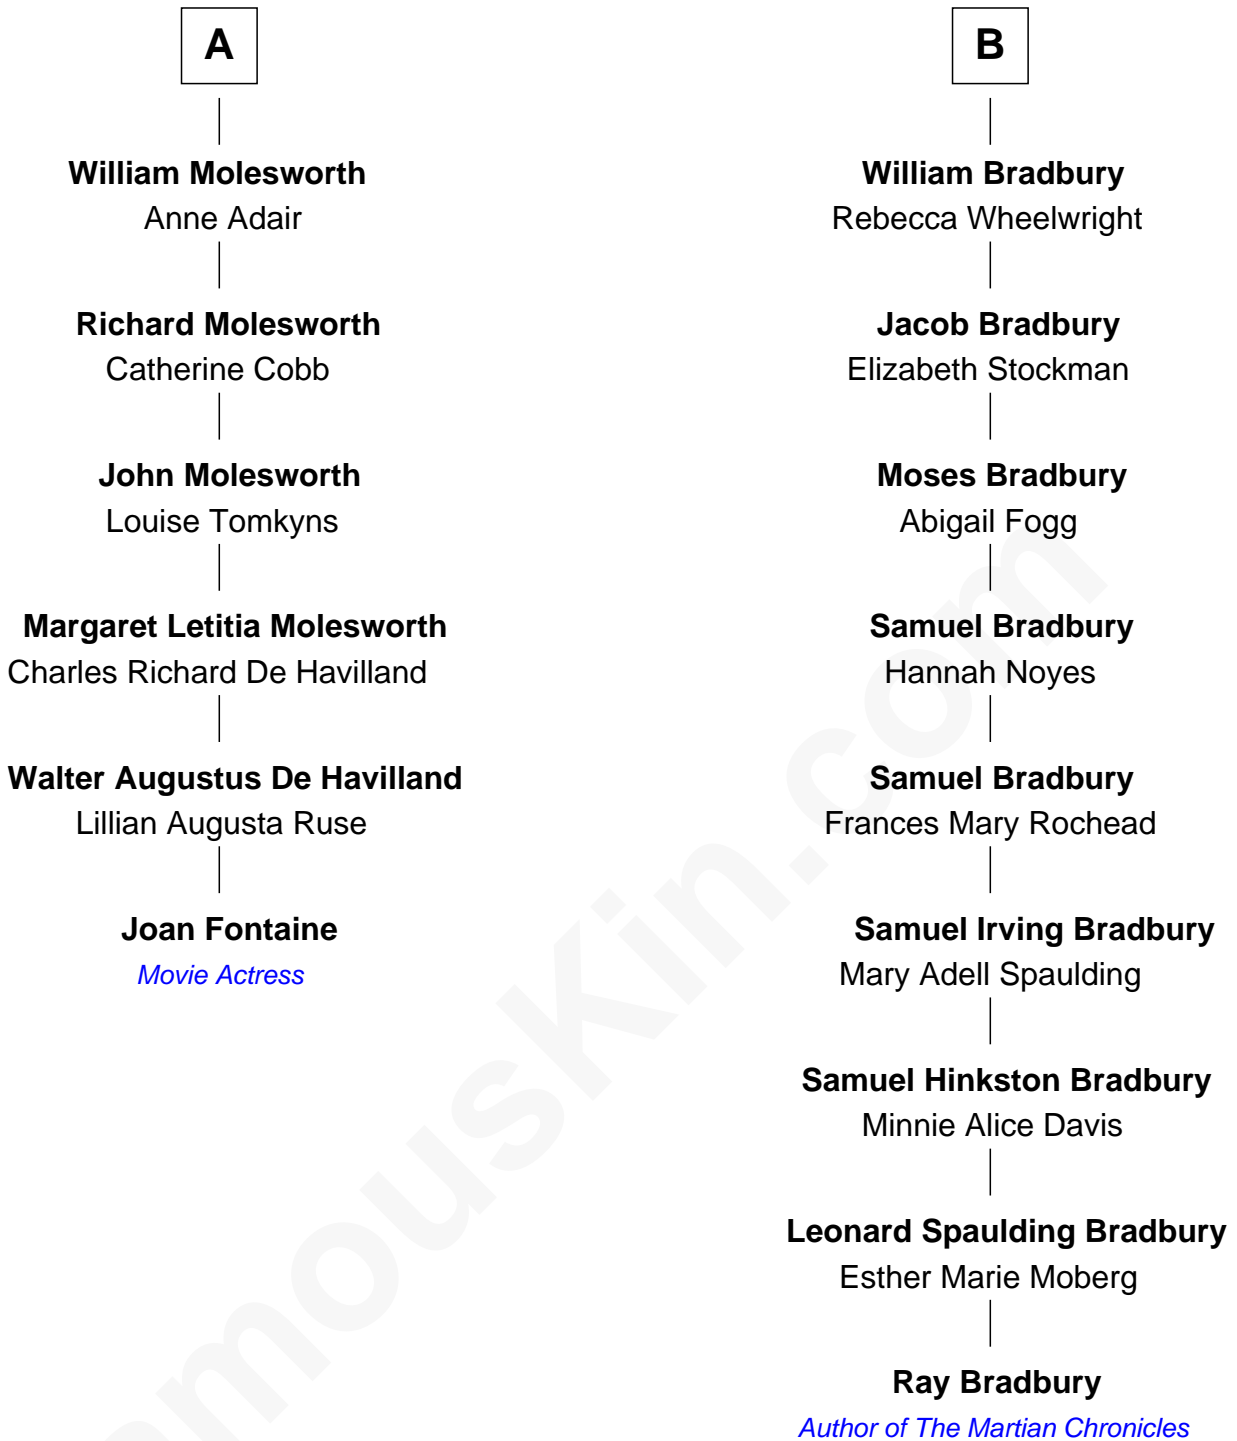 A
William Molesworth
Anne Adair
Richard Molesworth
Catherine Cobb
John Molesworth
Louise Tomkyns
Margaret Letitia Molesworth
Charles Richard De Havilland
Walter Augustus De Havilland
Lillian Augusta Ruse
Joan Fontaine
Movie Actress
B
William Bradbury
Rebecca Wheelwright
Jacob Bradbury
Elizabeth Stockman
Moses Bradbury
Abigail Fogg
Samuel Bradbury
Hannah Noyes
Samuel Bradbury
Frances Mary Rochead
Samuel Irving Bradbury
Mary Adell Spaulding
Samuel Hinkston Bradbury
Minnie Alice Davis
Leonard Spaulding Bradbury
Esther Marie Moberg
Ray Bradbury
Author of The Martian Chronicles